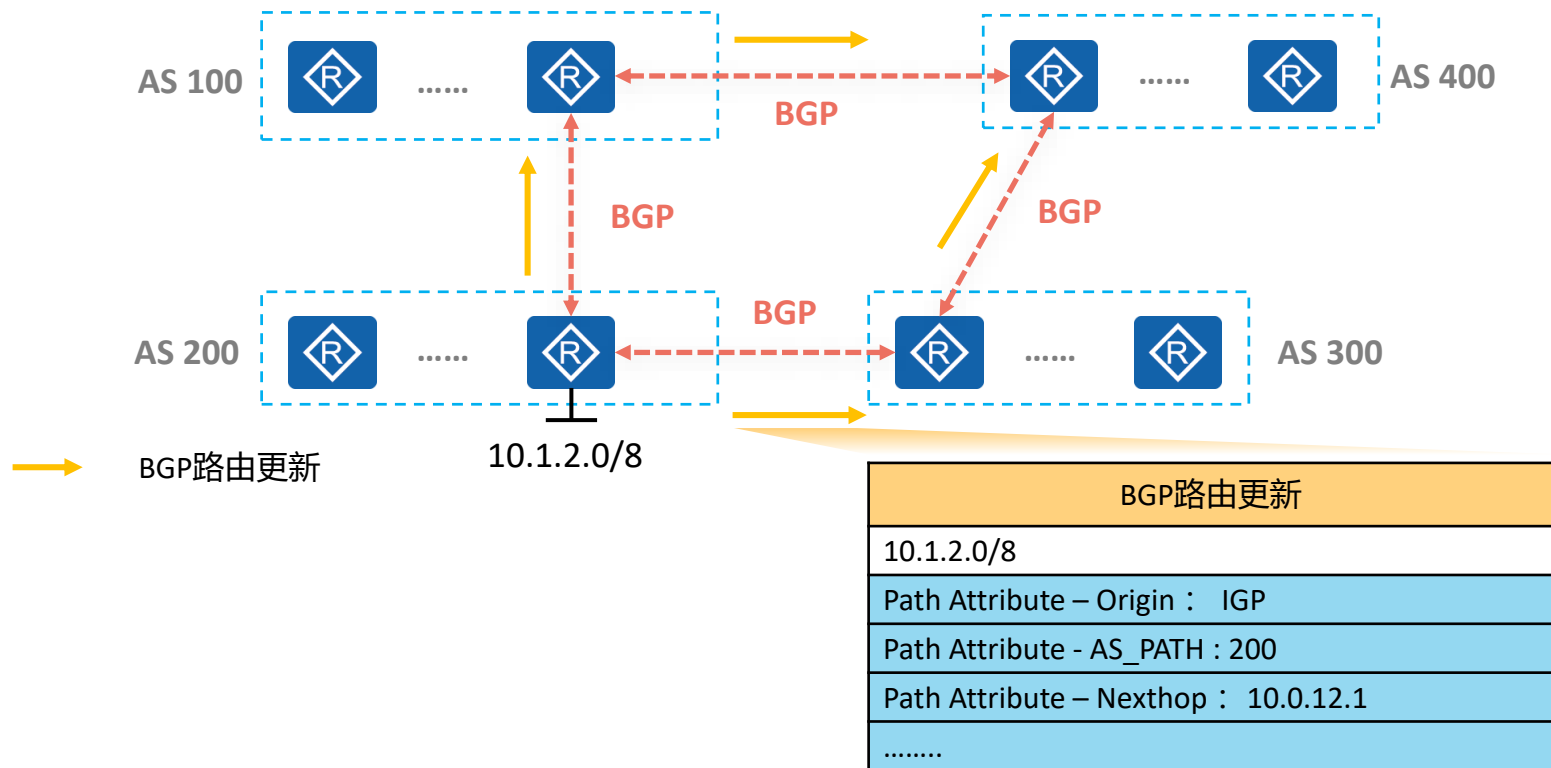 AS 100
R
……
R
BGP
R
……
R
AS 400
BGP
BGP
AS 200
R
……
R
BGP
R
……
R
AS 300
10.1.2.0/8
BGP路由更新
BGP路由更新
10.1.2.0/8
Path Attribute – Origin： IGP
Path Attribute - AS_PATH : 200
Path Attribute – Nexthop： 10.0.12.1
……..